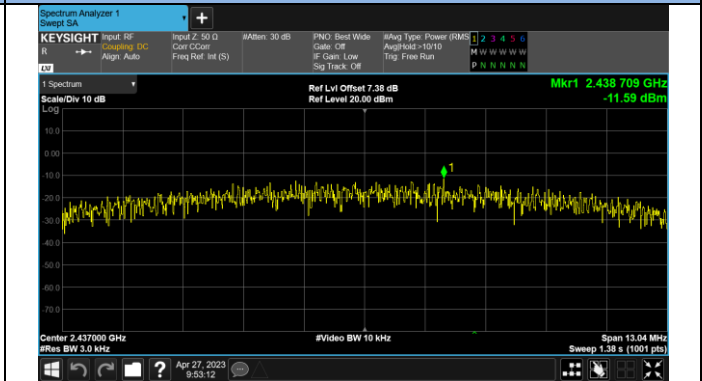 Spectrum Analyzer 1
Swept SA
+
KEYSIGHT Input: RF Input Z: 50 Ω #Atten: 30 dB PNO: Best Wide #Avg Type: Power (RMS 1 2 3 4 5 6
R Coupling: DC Corr CCorr Gate: Off Avg|Hold:>10/10 M W W W W W
Align: Auto Freq Ref: Int (S) IF Gain: Low Trig: Free Run
LXI Sig Track: Off P N N N N N
1 Spectrum Ref Lvl Offset 7.38 dB Mkr1 2.438 709 GHz
Scale/Div 10 dB Ref Level 20.00 dBm -11.59 dBm
Log
10.0
0.00
1
-10.0
-20.0
-30.0
-40.0
-50.0
-60.0
-70.0
Center 2.437000 GHz #Video BW 10 kHz Span 13.04 MHz
#Res BW 3.0 kHz Sweep 1.38 s (1001 pts)
? Apr 27, 2023
9:53:12